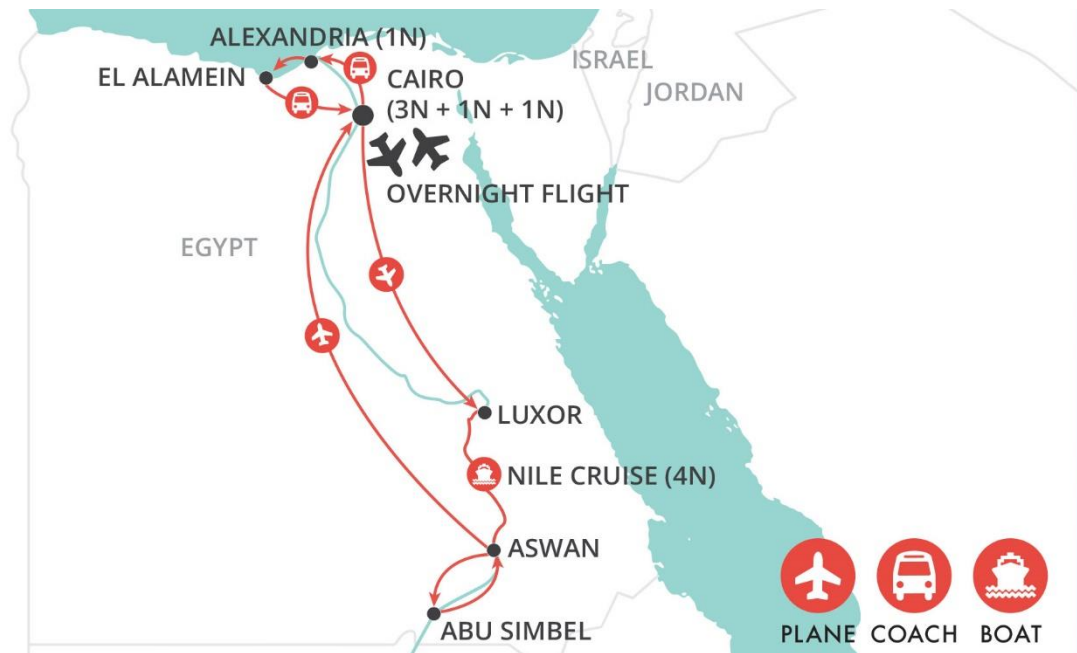 ALEXANDRIA (1N)
EL ALAMEIN
CAIRO
(3N + 1N + 1N)
ISRAEL
JORDAN
OVERNIGHT FLIGHT
EGYPT
LUXOR
NILE CRUISE (4N)
ASWAN
ABU SIMBEL
PLANE COACH BOAT